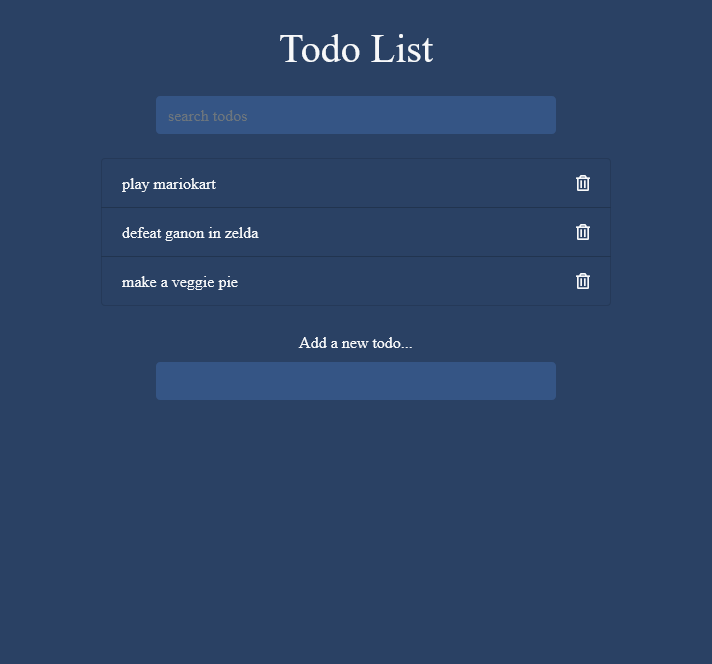 Todo List
search todos
play mariokart
defeat ganon in zelda
make a veggie pie
Add a new todo...